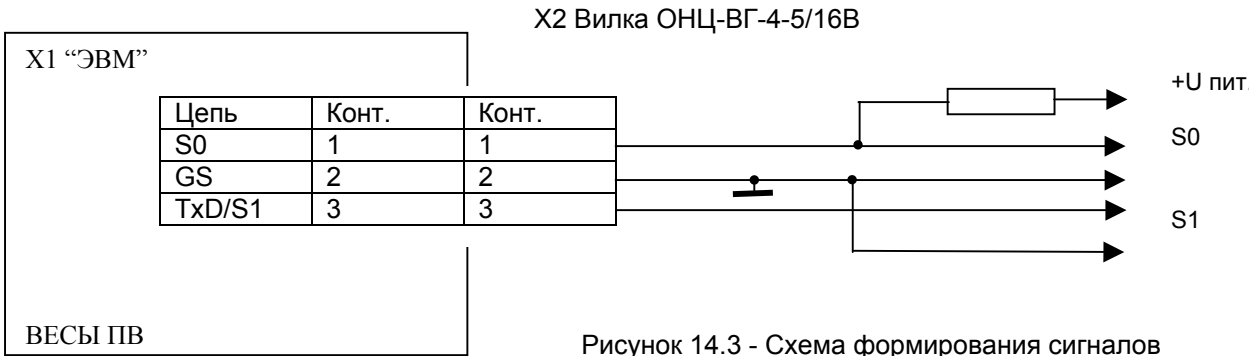 X2 Вилка ОНЦ-ВГ-4-5/16В
X1 “ЭВМ”
+U пит.
Цепь Конт. Конт.
S0 1 1
S0
GS 2 2
TxD/S1 3 3
S1
ВЕСЫ ПВ
Рисунок 14.3 - Схема формирования сигналов